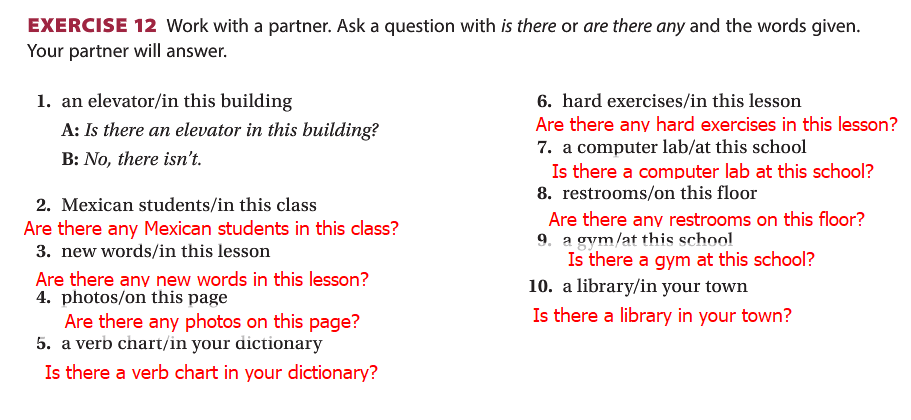 EXERCISE 12 Work with a partner. Ask a question with is there or are there any and the words given.
Your partner will answer.
1. an elevator/in this building
A: Is there an elevator in this building?
B: No, there isn't.
2. Mexican students/in this class
Are there any Mexican students in this class?
3. new words/in this lesson
Are there any new words in this lesson?
4. photos/on this page
Are there any photos on this page?
5. a verb chart/in your dictionary
Is there a verb chart in your dictionary?
6. hard exercises/in this lesson
Are there any hard exercises in this lesson?
7. a computer lab/at this school
Is there a computer lab at this school?
8. restrooms/on this floor
Are there any restrooms on this floor?
9. a gym/at this school
Is there a gym at this school?
10. a library/in your town
Is there a library in your town?